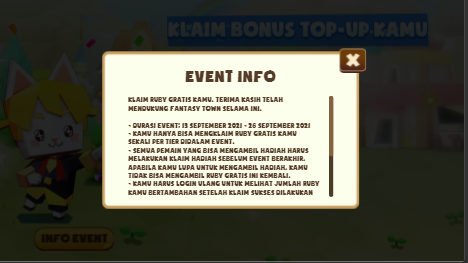 KLAIM BONUS TOP-UP KAMU
EVENT INFO
KLAIM RUBY GRATIS KAMU. TERIMA KASIH TELAH
MENDUKUNG FANTASY TOWN SELAMA INI.
- DURASI EVENT: 13 SEPTEMBER 2021 - 26 SEPTEMBER 2021
- KAMU HANYA BISA MENGKLAIM RUBY GRATIS KAMU
SEKALI PER TIER DIDALAM EVENT.
- SEMUA PEMAIN YANG BISA MENGAMBIL HADIAH HARUS
MELAKUKAN KLAIM HADIAH SEBELUM EVENT BERAKHIR.
APABILA KAMU LUPA UNTUK MENGAMBIL HADIAH, KAMU
TIDAK BISA MENGAMBIL RUBY GRATIS INI KEMBALI.
- KAMU HARUS LOGIN ULANG UNTUK MELIHAT JUMLAH RUBY
KAMU BERTAMBAH SETELAH KLAIM SUKSES DILAKUKAN
INFO EVENT